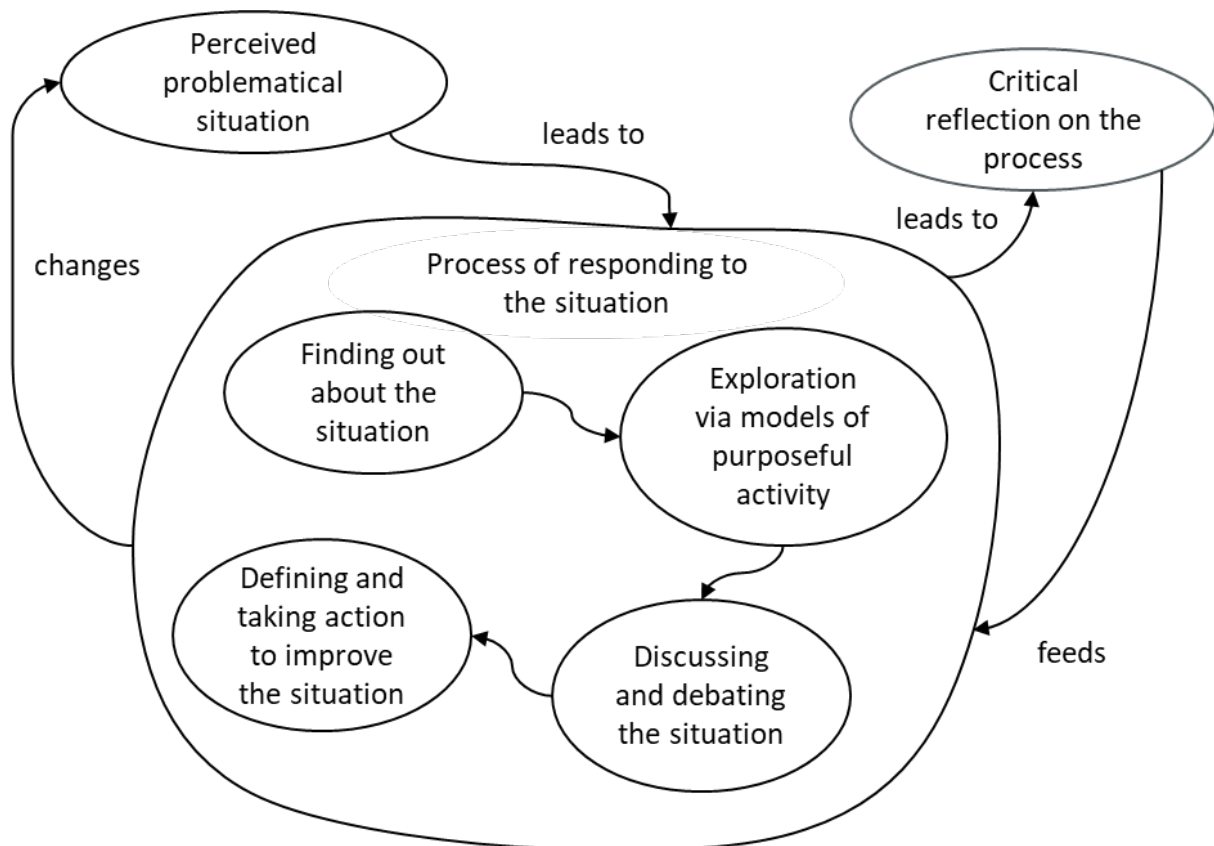 Perceived
problematical
situation
leads to
Critical
reflection on the
process
leads to
changes
Process of responding to
the situation
Finding out
about the
situation
Exploration
via models of
purposeful
activity
Defining and
taking action
to improve
the situation
Discussing
and debating
the situation
feeds